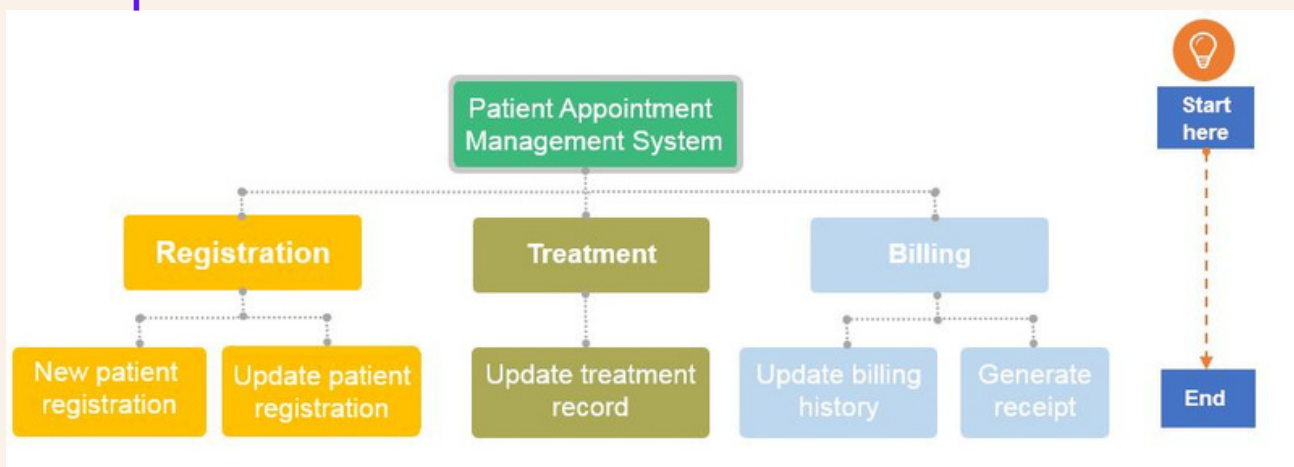 Patient Appointment
Management System
Start
here
Registration
Treatment
Billing
New patient
registration
Update patient
registration
Update treatment
record
Update billing
history
Generate
receipt
End